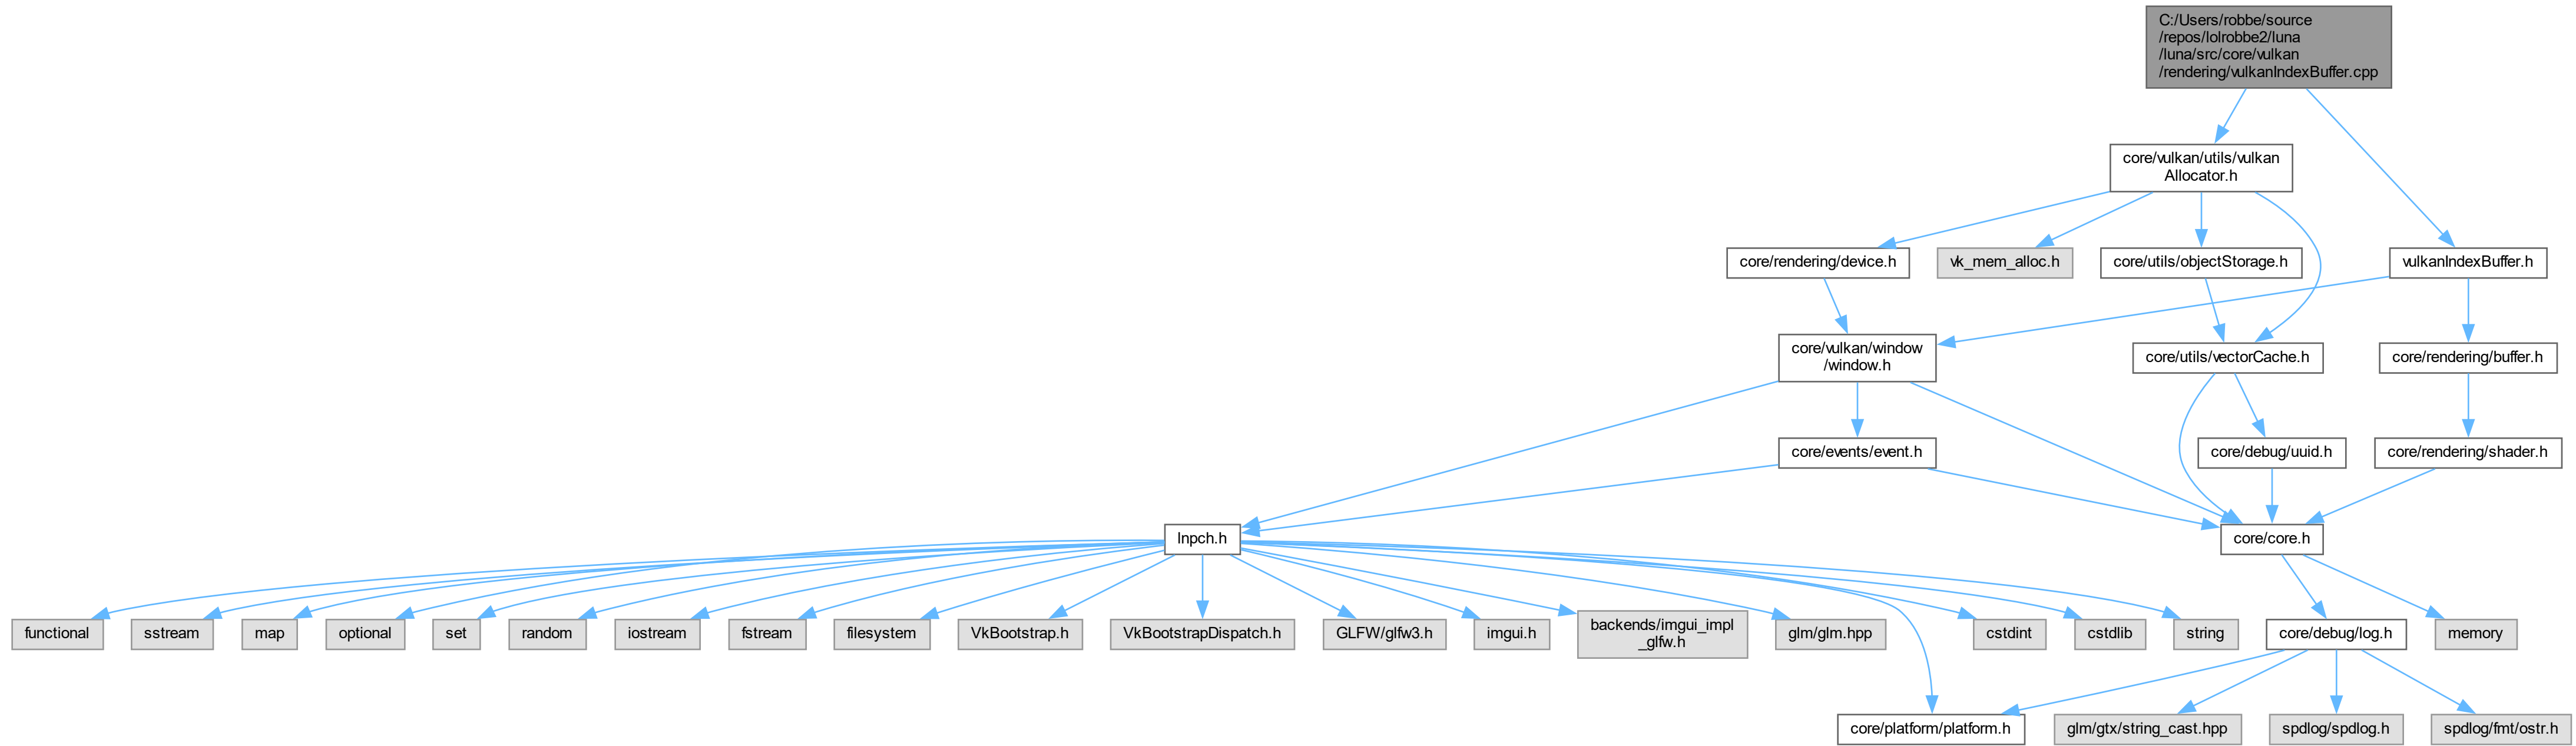 C:/Users/robbe/source
/repos/lolrobbe2/luna
/luna/src/core/vulkan
/rendering/vulkanIndexBuffer.cpp
core/vulkan/utils/vulkan
Allocator.h
core/rendering/device.h
vk_mem_alloc.h
core/utils/objectStorage.h
vulkanIndexBuffer.h
core/vulkan/window
/window.h
core/utils/vectorCache.h
core/rendering/buffer.h
core/events/event.h
core/debug/uuid.h
core/rendering/shader.h
lnpch.h
core/core.h
functional
sstream
map
optional
set
random
iostream
fstream
filesystem
VkBootstrap.h
VkBootstrapDispatch.h
GLFW/glfw3.h
imgui.h
backends/imgui_impl
_glfw.h
glm/glm.hpp
cstdint
cstdlib
string
core/debug/log.h
memory
core/platform/platform.h
glm/gtx/string_cast.hpp
spdlog/spdlog.h
spdlog/fmt/ostr.h